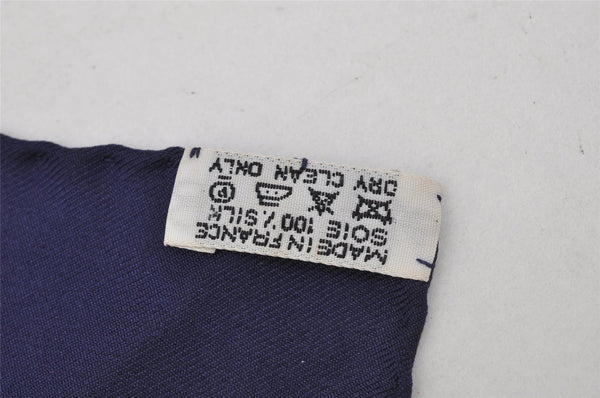 MADE IN FRANCE
SOIE 100% SILK
DRY CLEAN ONLY